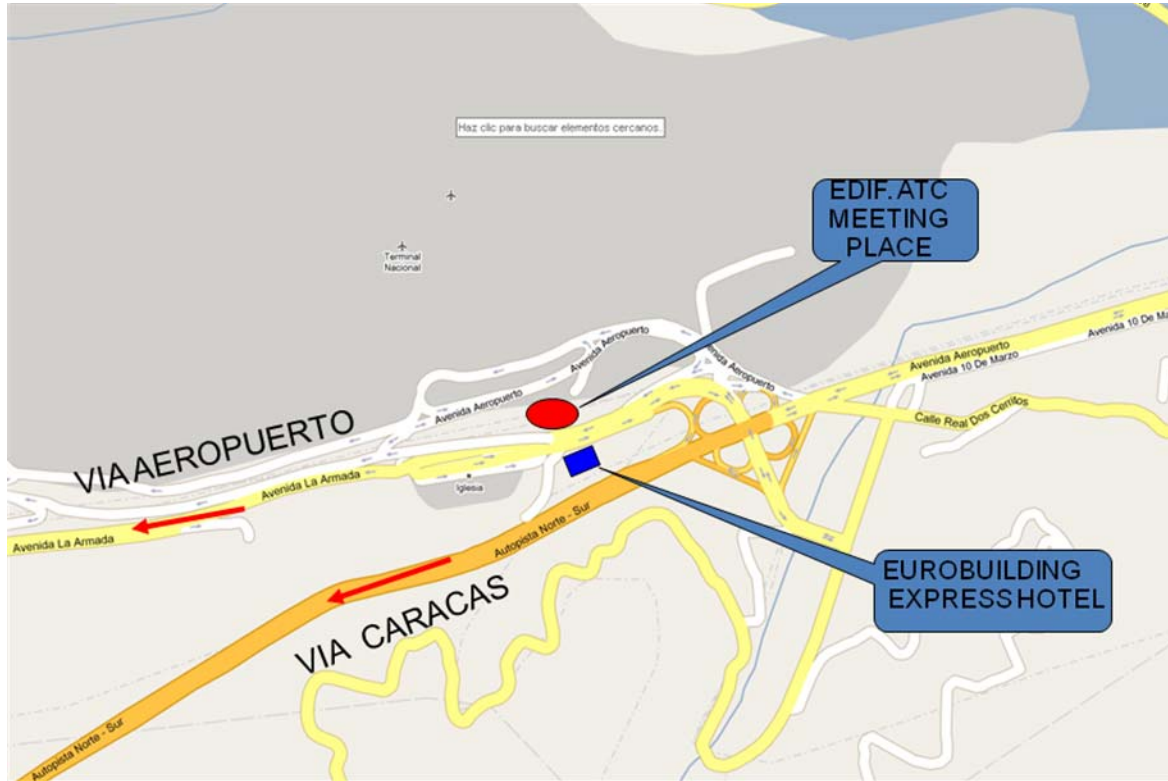 Haz clic para buscar elementos cercanos.
EDIF. ATC
MEETING
PLACE
Terminal
Nacional
Avenida 10 De Ma
Avenida Aeropuerto
Avenida 10 De Marzo
Avenida Aeropuerto
Avenida Aeropuerto
Avenida Aeropuerto
Calle Real Dos Cerrillos
VIA AEROPUERTO
Avenida La Armada
Iglesia
Avenida La Armada
Autopista Norte - Sur
EUROBUILDING
EXPRESS HOTEL
VIA CARACAS
Autopista Norte - Sur